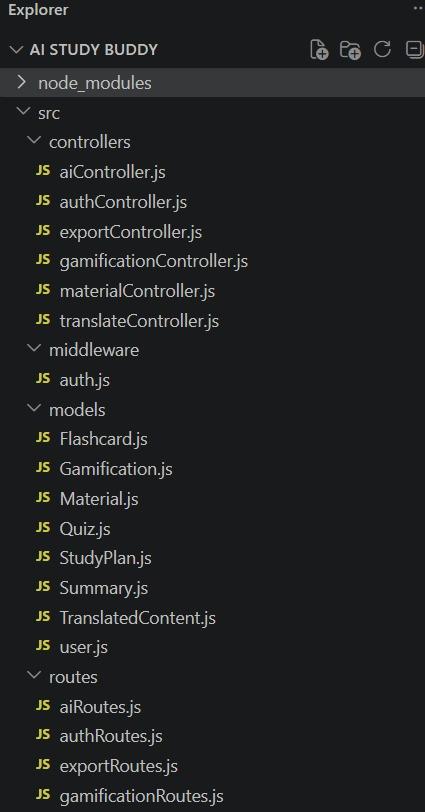 Explorer
AI STUDY BUDDY
node_modules
src
controllers
JS aiController.js
JS authController.js
JS exportController.js
JS gamificationController.js
JS materialController.js
JS translateController.js
middleware
JS auth.js
models
JS Flashcard.js
JS Gamification.js
JS Material.js
JS Quiz.js
JS StudyPlan.js
JS Summary.js
JS TranslatedContent.js
JS user.js
routes
JS aiRoutes.js
JS authRoutes.js
JS exportRoutes.js
JS gamificationRoutes.js